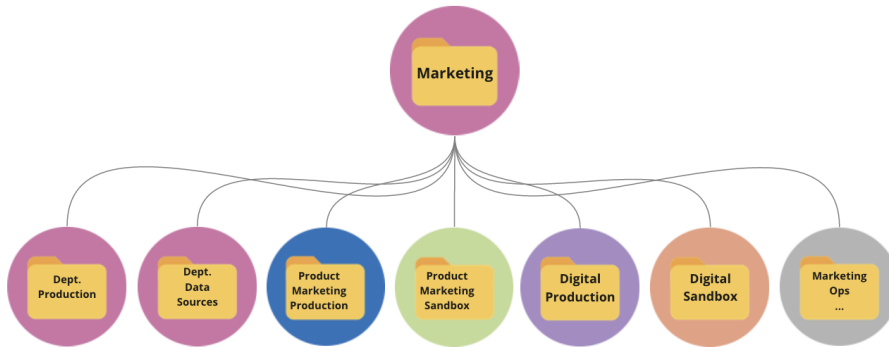 Marketing
Dept.
Production
Dept.
Data
Sources
Product
Marketing
Production
Product
Marketing
Sandbox
Digital
Production
Digital
Sandbox
Marketing
Ops
...